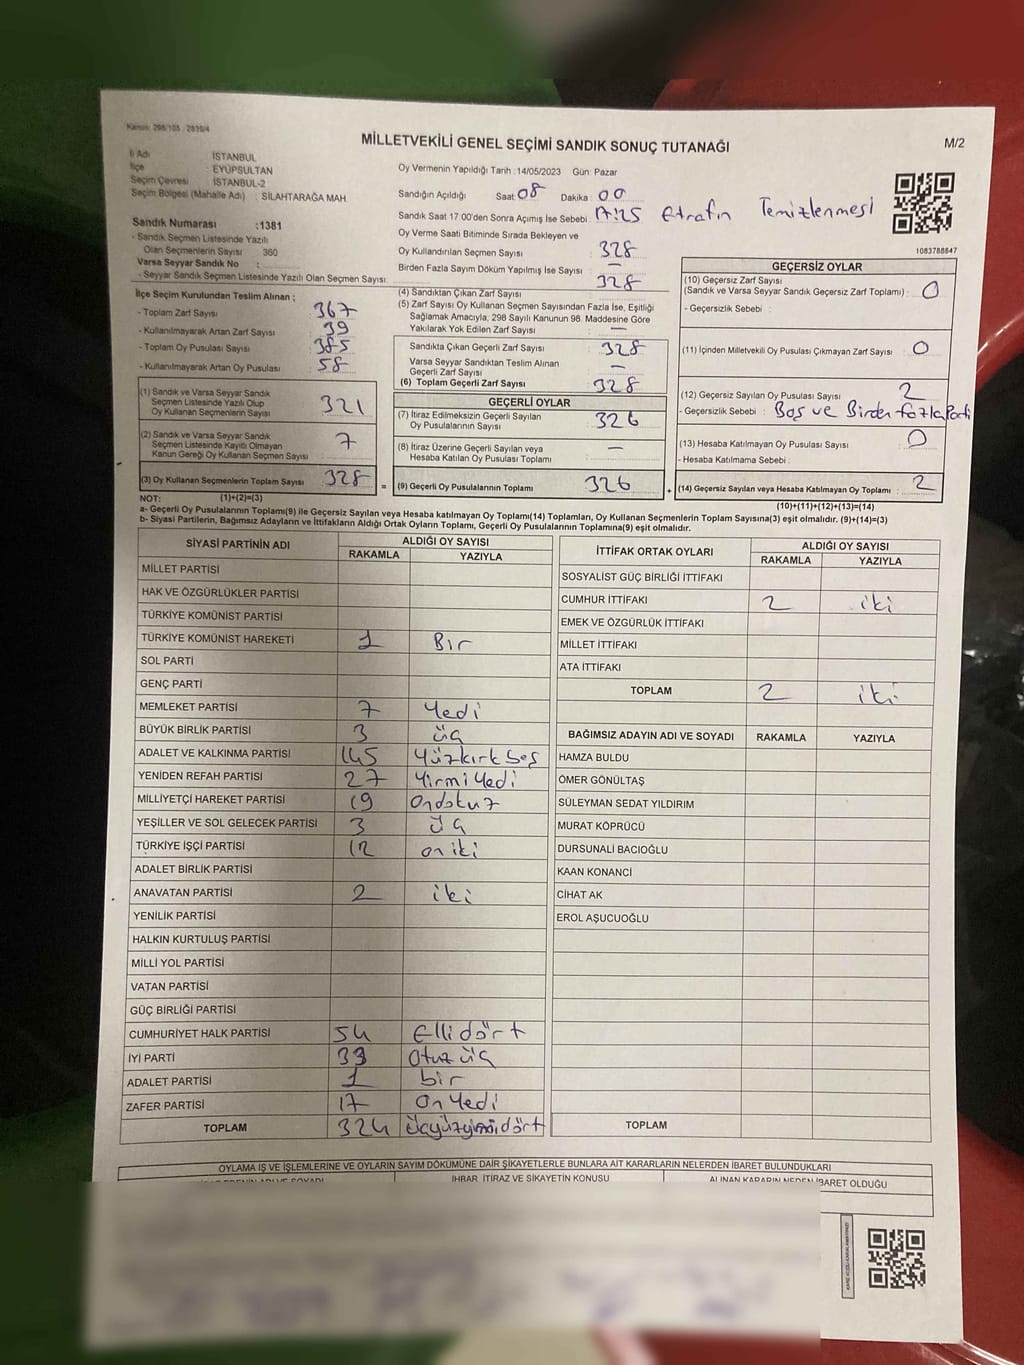 Kanun: 298/105 , 2839/4
MİLLETVEKİLİ GENEL SEÇİMİ SANDIK SONUÇ TUTANAĞI
M/2
İl Adı : İSTANBUL
İlçe : EYÜPSULTAN
Seçim Çevresi : İSTANBUL-2
Seçim Bölgesi (Mahalle Adı) : SİLAHTARAĞA MAH.
Sandık Numarası :1381
- Sandık Seçmen Listesinde Yazılı
Olan Seçmenlerin Sayısı : 360
Varsa Seyyar Sandık No :
- Seyyar Sandık Seçmen Listesinde Yazılı Olan Seçmen Sayısı:
Oy Vermenin Yapıldığı Tarih : 14/05/2023 Gün: Pazar
Sandığın Açıldığı Saat: 08 Dakika : 00
Sandık Saat 17.00'den Sonra Açılmış İse Sebebi: Etrafın Temizlenmesi
Oy Verme Saati Bitiminde Sırada Bekleyen ve
Oy Kullandırılan Seçmen Sayısı 328
Birden Fazla Sayım Döküm Yapılmış İse Sayısı : —
1083788847
İlçe Seçim Kurulundan Teslim Alınan ;
- Toplam Zarf Sayısı : 367
- Kullanılmayarak Artan Zarf Sayısı : 39
- Toplam Oy Pusulası Sayısı : 385
- Kullanılmayarak Artan Oy Pusulası : 58
(1) Sandık ve Varsa Seyyar Sandık
Seçmen Listesinde Yazılı Olup
Oy Kullanan Seçmenlerin Sayısı : 321
(2) Sandık ve Varsa Seyyar Sandık
Seçmen Listesinde Kayıtlı Olmayan
Kanun Gereği Oy Kullanan Seçmen Sayısı : 7
(3) Oy Kullanan Seçmenlerin Toplam Sayısı : 328
(4) Sandıktan Çıkan Zarf Sayısı : 328
(5) Zarf Sayısı Oy Kullanan Seçmen Sayısından Fazla İse, Eşitliği
Sağlamak Amacıyla; 298 Sayılı Kanunun 98. Maddesine Göre
Yakılarak Yok Edilen Zarf Sayısı : —
Sandıkta Çıkan Geçerli Zarf Sayısı : 328
Varsa Seyyar Sandıktan Teslim Alınan
Geçerli Zarf Sayısı : —
(6) Toplam Geçerli Zarf Sayısı : 328
GEÇERLİ OYLAR
(7) İtiraz Edilmeksizin Geçerli Sayılan
Oy Pusulalarının Sayısı : 326
(8) İtiraz Üzerine Geçerli Sayılan veya
Hesaba Katılan Oy Pusulası Toplamı : —
(9) Geçerli Oy Pusulalarının Toplamı : 326
GEÇERSİZ OYLAR
(10) Geçersiz Zarf Sayısı
(Sandık ve Varsa Seyyar Sandık Geçersiz Zarf Toplamı) : 0
- Geçersizlik Sebebi :
(11) İçinden Milletvekili Oy Pusulası Çıkmayan Zarf Sayısı : 0
(12) Geçersiz Sayılan Oy Pusulası Sayısı : 2
- Geçersizlik Sebebi : Boş ve Birden fazla Parti
(13) Hesaba Katılmayan Oy Pusulası Sayısı : 0
- Hesaba Katılmama Sebebi :
(14) Geçersiz Sayılan veya Hesaba Katılmayan Oy Toplamı : 2
NOT: (1)+(2)=(3)
(10)+(11)+(12)+(13)=(14)
a- Geçerli Oy Pusulalarının Toplamı(9) ile Geçersiz Sayılan veya Hesaba katılmayan Oy Toplamı(14) Toplamları, Oy Kullanan Seçmenlerin Toplam Sayısına(3) eşit olmalıdır. (9)+(14)=(3)
b- Siyasi Partilerin, Bağımsız Adayların ve İttifakların Aldığı Ortak Oyların Toplamı, Geçerli Oy Pusulalarının Toplamına(9) eşit olmalıdır.
SİYASİ PARTİNİN ADI ALDIĞI OY SAYISI
RAKAMLA YAZIYLA
MİLLET PARTİSİ
HAK VE ÖZGÜRLÜKLER PARTİSİ
TÜRKİYE KOMÜNİST PARTİSİ
TÜRKİYE KOMÜNİST HAREKETİ 1 Bir
SOL PARTİ
GENÇ PARTİ
MEMLEKET PARTİSİ 7 Yedi
BÜYÜK BİRLİK PARTİSİ 3 üç
ADALET VE KALKINMA PARTİSİ 145 Yüzkırkbeş
YENİDEN REFAH PARTİSİ 27 Yirmi Yedi
MİLLİYETÇİ HAREKET PARTİSİ 19 Ondokuz
YEŞİLLER VE SOL GELECEK PARTİSİ 3 üç
TÜRKİYE İŞÇİ PARTİSİ 12 on iki
ADALET BİRLİK PARTİSİ
ANAVATAN PARTİSİ 2 iki
YENİLİK PARTİSİ
HALKIN KURTULUŞ PARTİSİ
MİLLİ YOL PARTİSİ
VATAN PARTİSİ
GÜÇ BİRLİĞİ PARTİSİ
CUMHURİYET HALK PARTİSİ 54 Elli dört
İYİ PARTİ 33 Otuz üç
ADALET PARTİSİ 1 bir
ZAFER PARTİSİ 17 On Yedi
TOPLAM 324 Üçyüzyirmidört
İTTİFAK ORTAK OYLARI ALDIĞI OY SAYISI
RAKAMLA YAZIYLA
SOSYALİST GÜÇ BİRLİĞİ İTTİFAKI
CUMHUR İTTİFAKI 2 iki
EMEK VE ÖZGÜRLÜK İTTİFAKI
MİLLET İTTİFAKI
ATA İTTİFAKI
TOPLAM 2 iki
BAĞIMSIZ ADAYIN ADI VE SOYADI RAKAMLA YAZIYLA
HAMZA BULDU
ÖMER GÖNÜLTAŞ
SÜLEYMAN SEDAT YILDIRIM
MURAT KÖPRÜCÜ
DURSUNALİ BACIOĞLU
KAAN KONANCİ
CİHAT AK
EROL AŞUCUOĞLU
TOPLAM
OYLAMA İŞ VE İŞLEMLERİNE VE OYLARIN SAYIM DÖKÜMÜNE DAİR ŞİKAYETLERLE BUNLARA AİT KARARLARIN NELERDEN İBARET BULUNDUKLARI
İHBAR, İTİRAZ VE ŞİKAYETİN KONUSU
ALINAN KARARIN NEDEN İBARET OLDUĞU